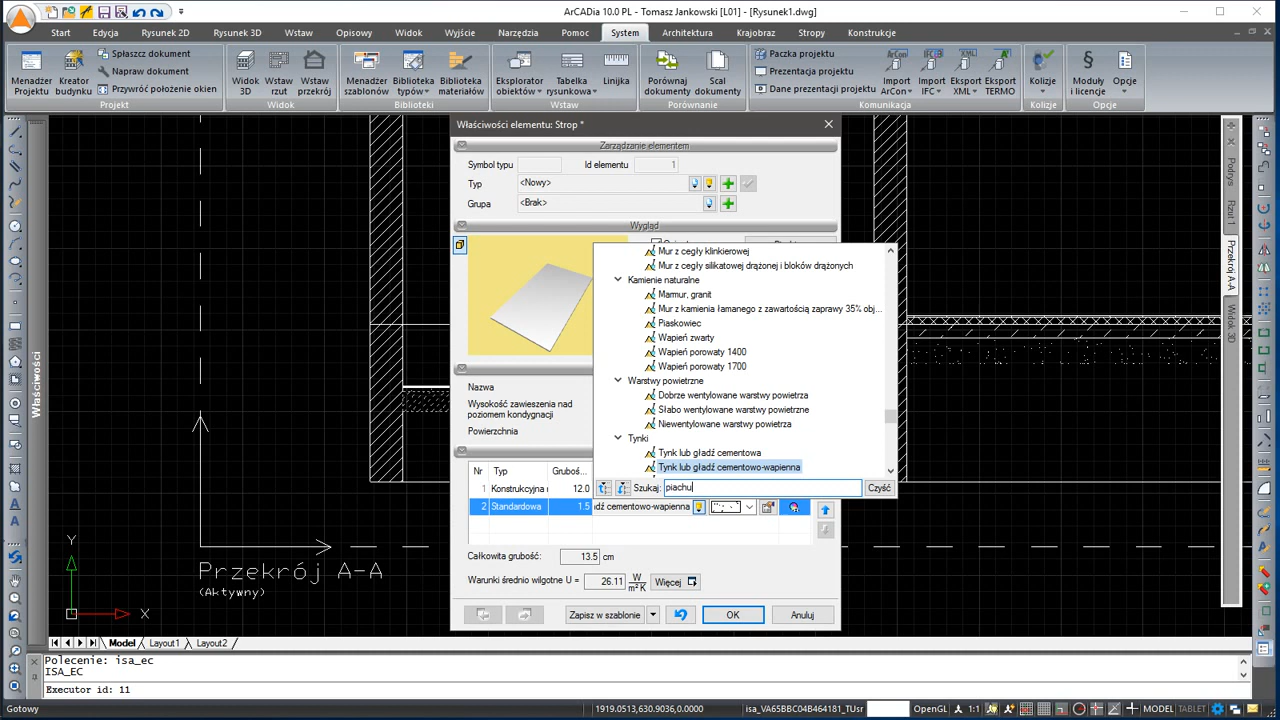 ArCADia 10.0 PL - Tomasz Jankowski [L01] - [Rysunek1.dwg]
Start Edycja Rysunek 2D Rysunek 3D Wstaw Opisowy Widok Wyjście Narzędzia Pomoc System Architektura Krajobraz Stropy Konstrukcje
Menadżer Projektu
Kreator budynku
Spłaszcz dokument
Napraw dokument
Przywróć położenie okien
Projekt
Widok 3D
Wstaw rzut
Wstaw przekrój
Widok
Menadżer szablonów
Biblioteka typów
Biblioteka materiałów
Biblioteki
Eksplorator obiektów
Tabelka rysunkowa
Linijka
Wstaw
Porównaj dokumenty
Scal dokumenty
Porównanie
Paczka projektu
Prezentacja projektu
Dane prezentacji projektu
Import ArCon
Import IFC
Eksport XML
Eksport TERMO
Komunikacja
Kolizje
Kolizje
Moduły i licencje
Opcje
Opcje
Właściwości
Właściwości elementu: Strop *
Zarządzanie elementem
Symbol typu
Id elementu 1
Typ <Nowy>
Grupa <Brak>
Wygląd
Nazwa
Wysokość zawieszenia nad
poziomem kondygnacji
Powierzchnia
Mur z cegły klinkierowej
Mur z cegły silikatowej drążonej i bloków drążonych
Kamienie naturalne
Mamur, granit
Mur z kamienia łamanego z zawartością zaprawy 35% obj...
Piaskowiec
Wapień zwarty
Wapień porowaty 1400
Wapień porowaty 1700
Warstwy powietrzne
Dobrze wentylowane warstwy powietrza
Słabo wentylowane warstwy powietrzne
Niewentylowane warstwy powietrza
Tynki
Tynk lub gładź cementowa
Tynk lub gładź cementowo-wapienna
Szukaj: piachu Czyść
Nr Typ Gruboś...
1 Konstrukcyjna 12.0
2 Standardowa 1.5 dź cementowo-wapienna
Całkowita grubość: 13.5 cm
Warunki średnio wilgotne U = 26.11 W
m² K
Więcej
Zapisz w szablonie
OK
Anuluj
Podrys
Rzut 1
Przekrój A-A
Widok 3D
Przekrój A-A
(Aktywny)
Y
X
Model Layout1 Layout2
Polecenie: isa_ec
ISA_EC
Executor id: 11
Gotowy
1919.0513,630.9036,0.0000
isa_VA65BBC04B464181_TUsr
OpenGL
1:1
MODEL
TABLET